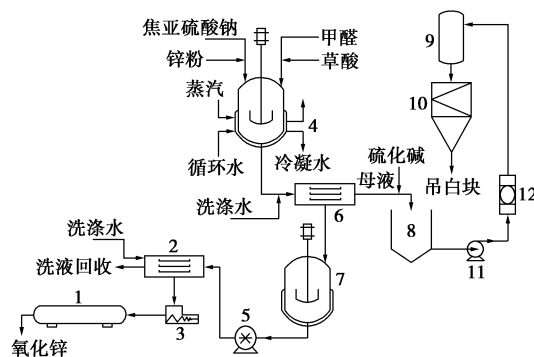 焦亚硫酸钠
甲醛
锌粉
草酸
蒸汽
4
循环水
冷凝水
9
10
吊白块
12
硫化碱
母液
洗涤水
6
8
11
洗涤水
2
洗液回收
7
1
3
5
氧化锌